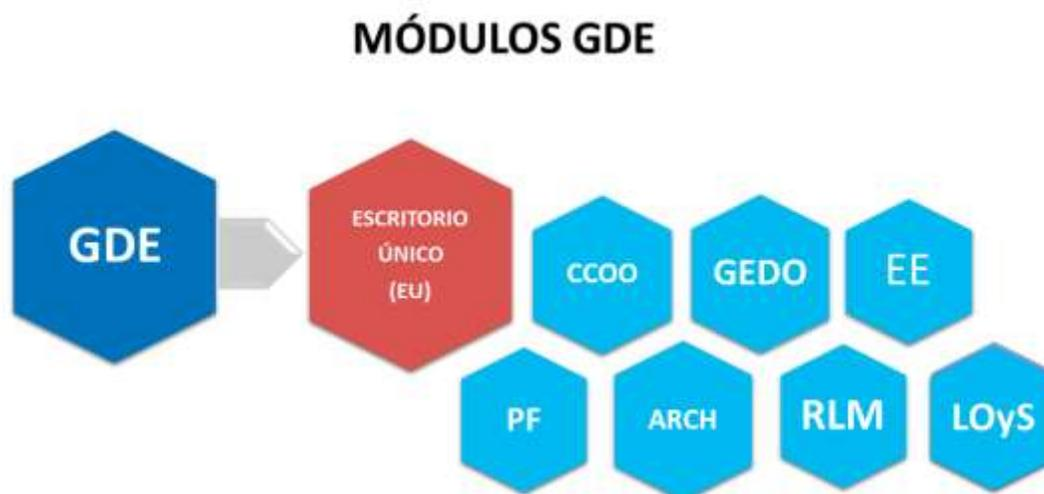 MÓDULOS GDE
GDE
ESCRITORIO
ÚNICO
(EU)
CCOO
GEDO
EE
PF
ARCH
RLM
LOyS